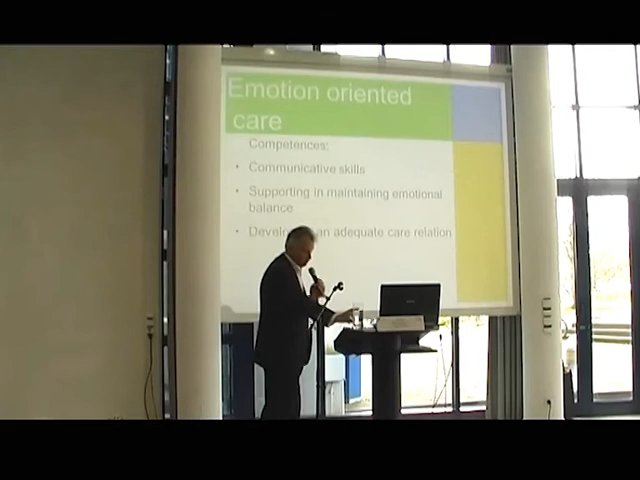 Emotion oriented
care
Competences:
• Communicative skills
• Supporting in maintaining emotional
balance
• an adequate care relation